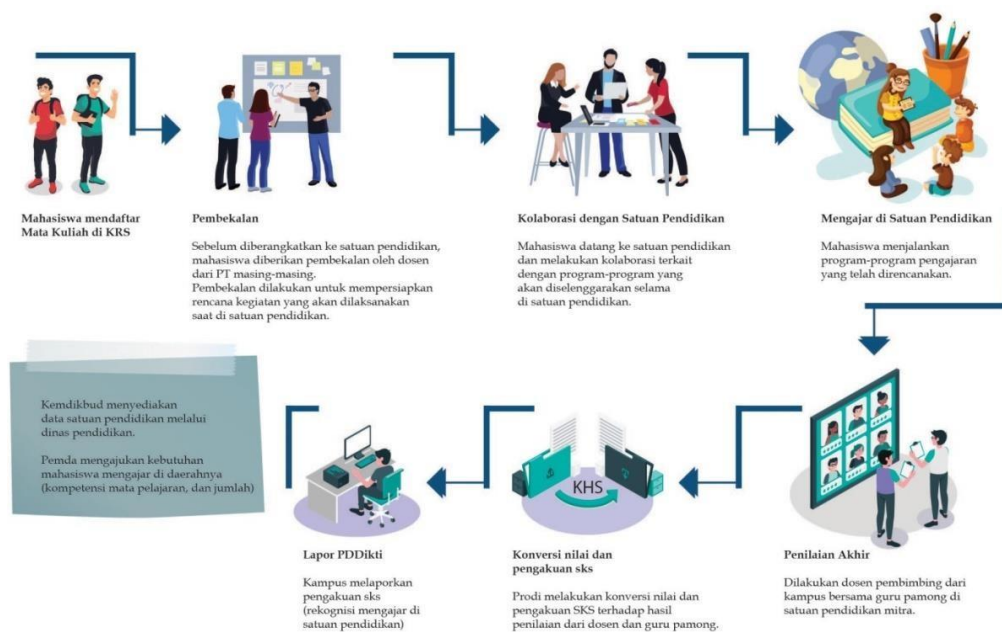 Mahasiswa mendaftar
Mata Kuliah di KRS
Pembekalan
Sebelum diberangkatkan ke satuan pendidikan,
mahasiswa diberikan pembekalan oleh dosen
dari PT masing-masing.
Pembekalan dilakukan untuk mempersiapkan
rencana kegiatan yang akan dilaksanakan
saat di satuan pendidikan.
Kolaborasi dengan Satuan Pendidikan
Mahasiswa datang ke satuan pendidikan
dan melakukan kolaborasi terkait
dengan program-program yang
akan diselenggarakan selama
di satuan pendidikan.
Mengajar di Satuan Pendidikan
Mahasiswa menjalankan
program-program pengajaran
yang telah direncanakan.
Kemdikbud menyediakan
data satuan pendidikan melalui
dinas pendidikan.
Pemda mengajukan kebutuhan
mahasiswa mengajar di daerahnya
(kompetensi mata pelajaran, dan jumlah)
Lapor PDDikti
Kampus melaporkan
pengakuan sks
(rekognisi mengajar di
satuan pendidikan)
KHS
Konversi nilai dan
pengakuan sks
Prodi melakukan konversi nilai dan
pengakuan SKS terhadap hasil
penilaian dari dosen dan guru pamong.
Penilaian Akhir
Dilakukan dosen pembimbing dari
kampus bersama guru pamong di
satuan pendidikan mitra.